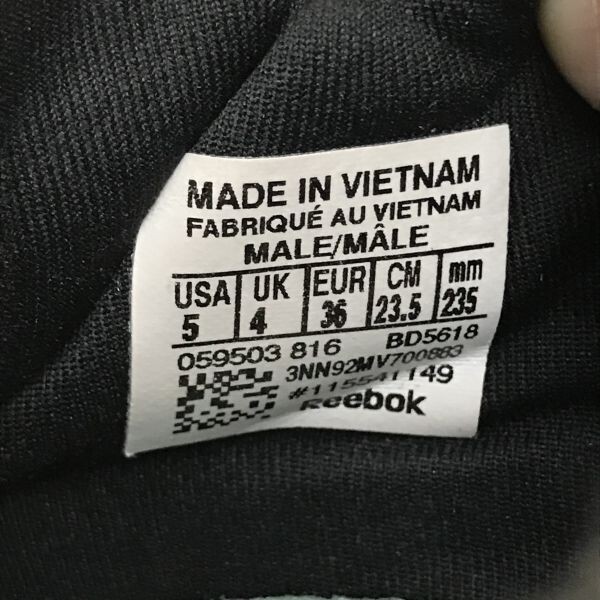 MADE IN VIETNAM
FABRIQUÉ AU VIETNAM
MALE/MÂLE
USA UK EUR CM mm
5 4 36 23.5 235
059503 816 BD5618
3NN92MV700883
#115541149
Reebok